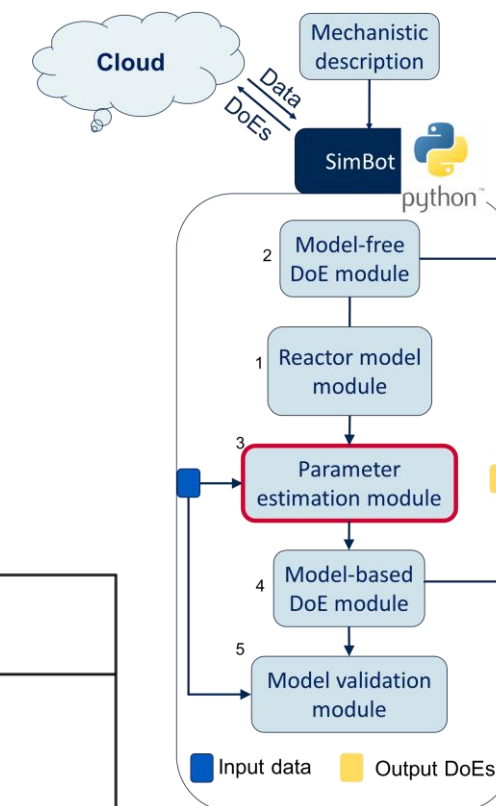 Cloud
Mechanistic
description
Data
DoEs
SimBot
python™
2
Model-free
DoE module
1
Reactor model
module
3
Parameter
estimation module
4
Model-based
DoE module
5
Model validation
module
Input data
Output DoEs